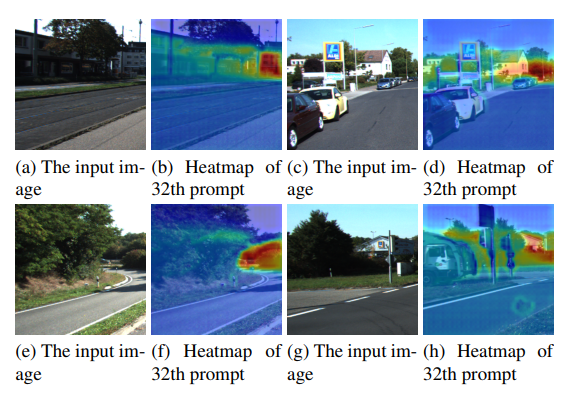 (a) The input im-
age
(b) Heatmap of
32th prompt
(c) The input im-
age
(d) Heatmap of
32th prompt
(e) The input im-
age
(f) Heatmap of
32th prompt
(g) The input im-
age
(h) Heatmap of
32th prompt